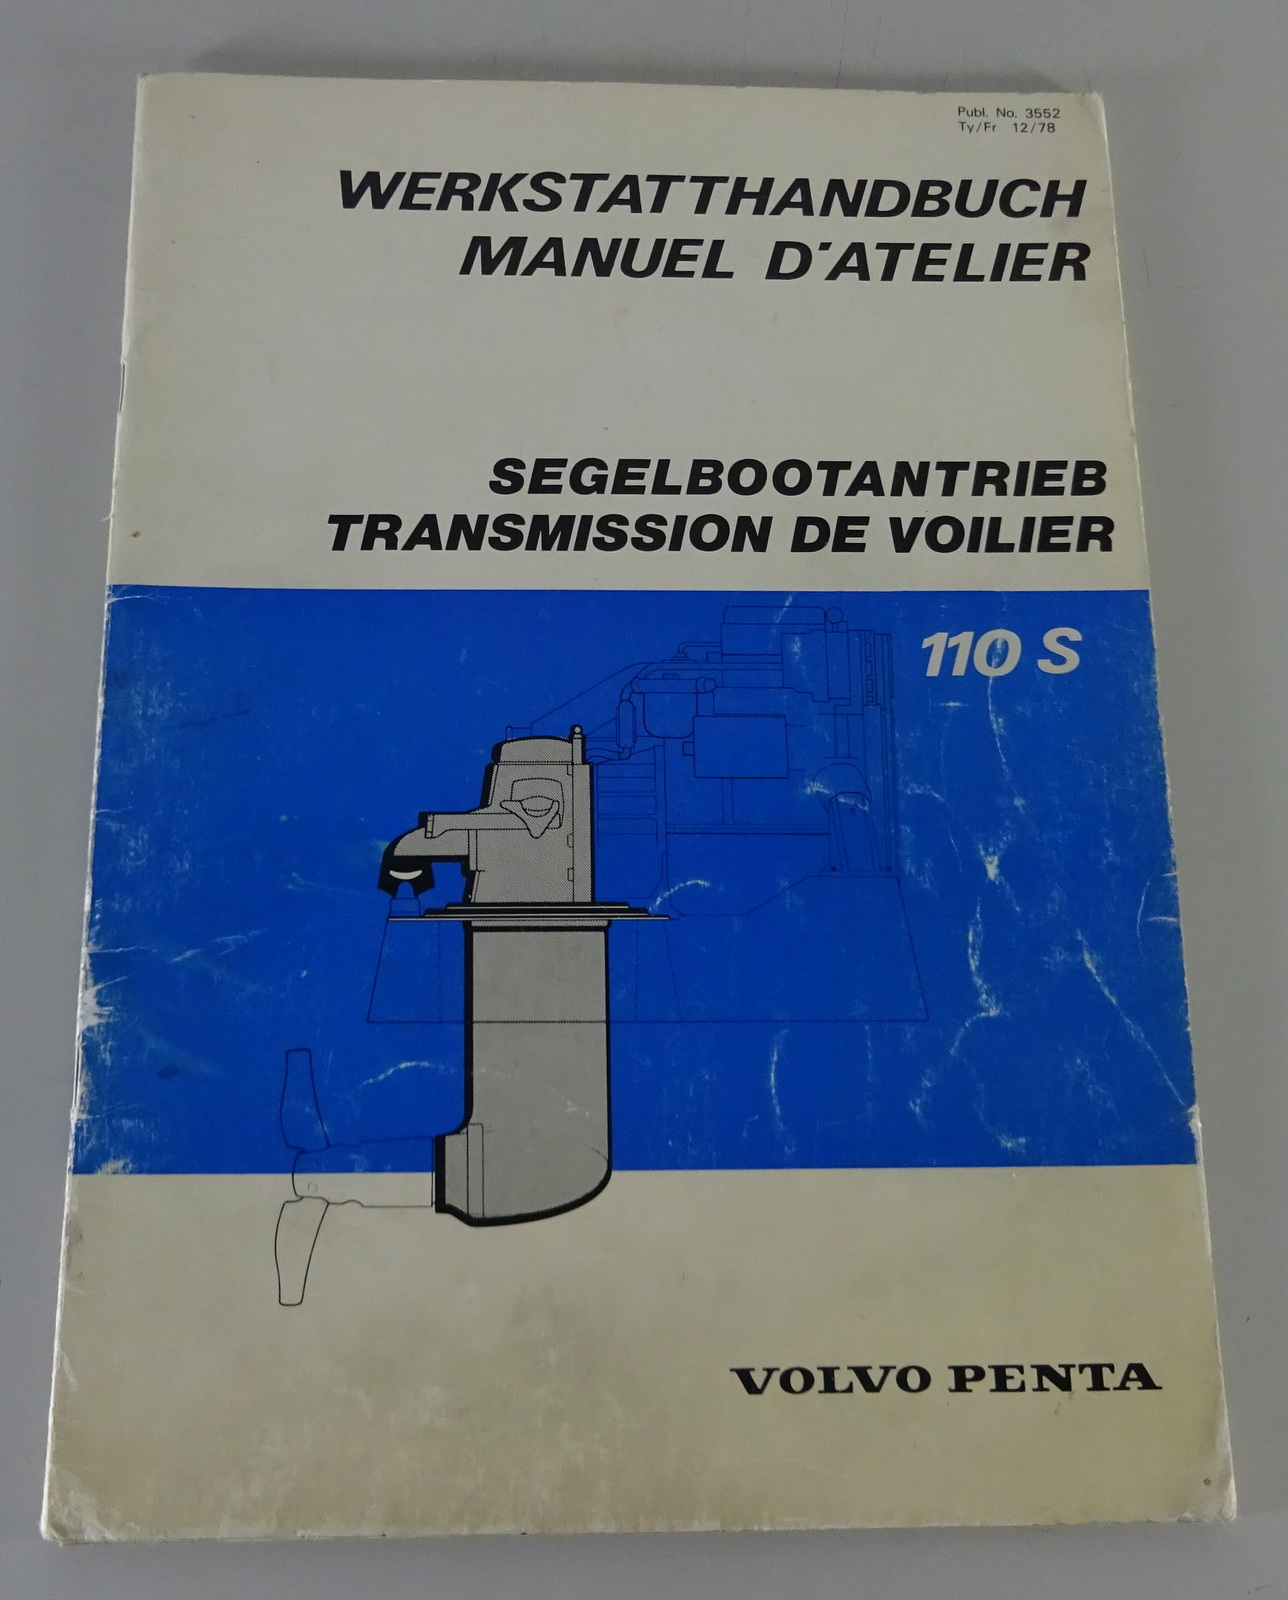 Publ. No. 3552
Ty/Fr 12/78
WERKSTATTHANDBUCH
MANUEL D'ATELIER
SEGELBOOTANTRIEB
TRANSMISSION DE VOILIER
110 S
VOLVO PENTA